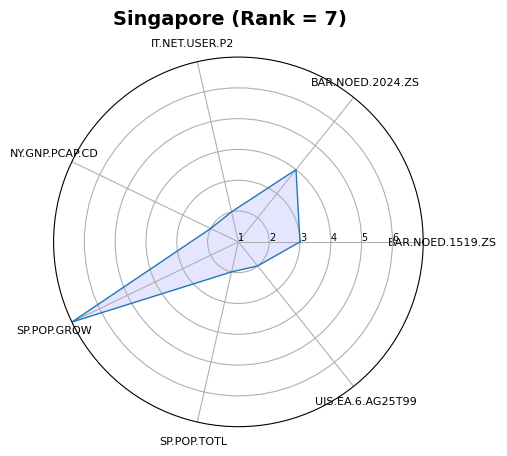 Singapore (Rank = 7)
IT.NET.USER.P2
BAR.NOED.2024.ZS
NY.GNP.PCAP.CD
1 2 3 4 5 6
BAR.NOED.1519.ZS
SP.POP.GROW
UIS.EA.6.AG25T99
SP.POP.TOTL